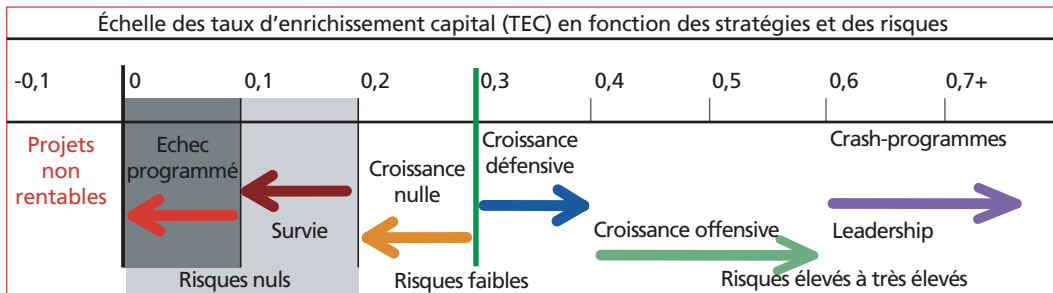 Échelle des taux d'enrichissement capital (TEC) en fonction des stratégies et des risques
-0,1 0 0,1 0,2 0,3 0,4 0,5 0,6 0,7+
Projets
non
rentables
Echec
programmé
Survie
Croissance
nulle
Croissance
défensive
Croissance offensive
Crash-programmes
Leadership
Risques nuls Risques faibles Risques élevés à très élevés